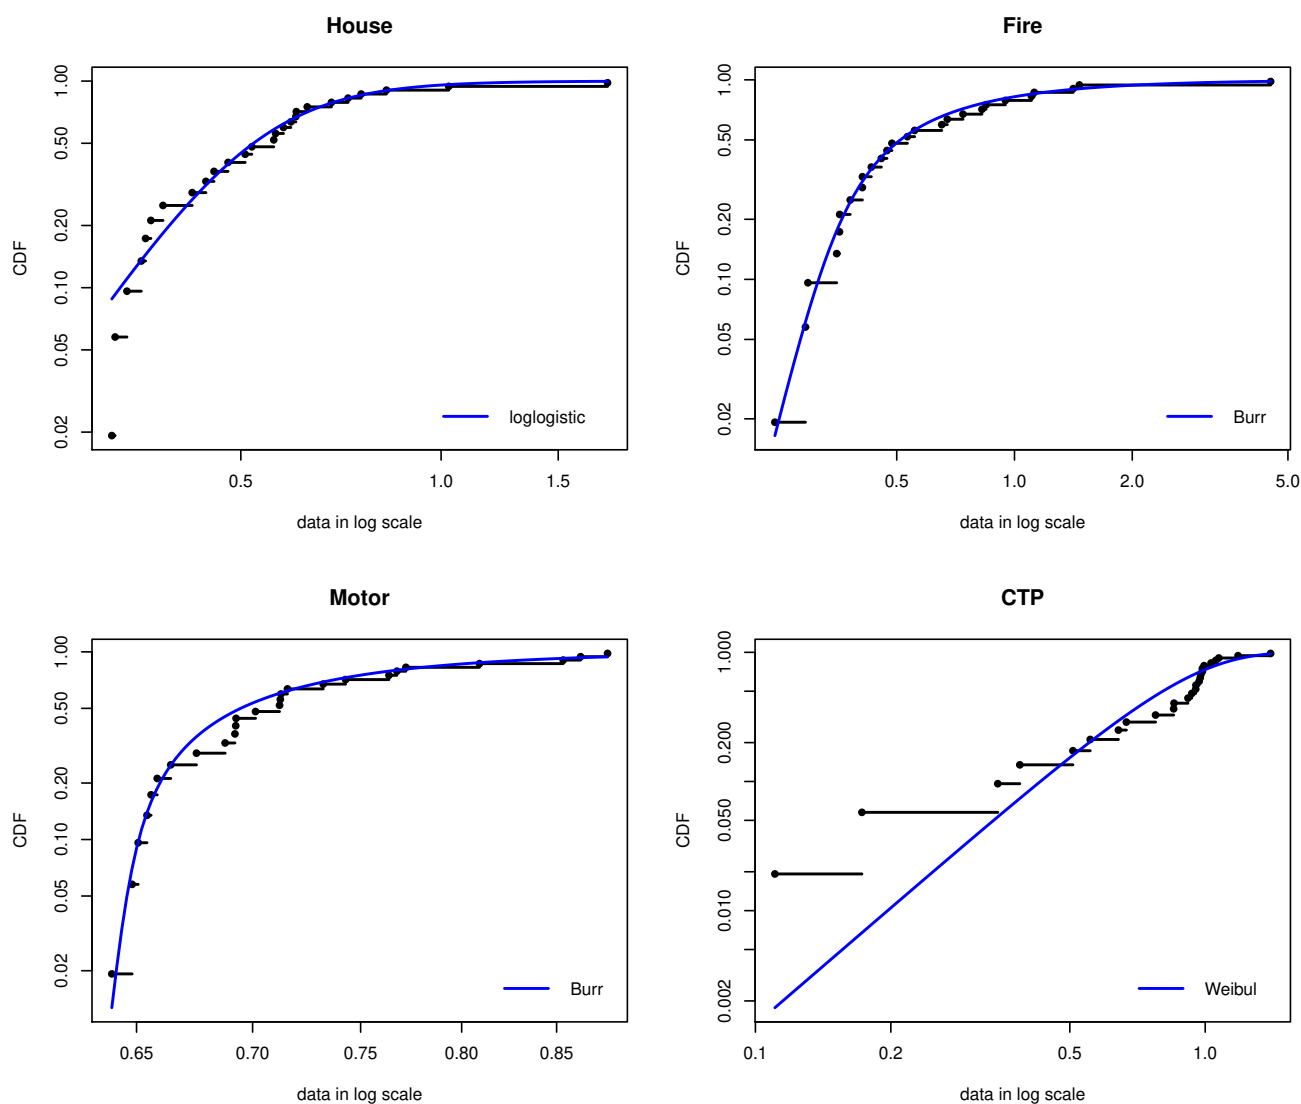 House
CDF
1.00
0.50
0.20
0.10
0.05
0.02
loglogistic
0.5 1.0 1.5
data in log scale
Fire
CDF
1.00
0.50
0.20
0.10
0.05
0.02
Burr
0.5 1.0 2.0 5.0
data in log scale
Motor
CDF
1.00
0.50
0.20
0.10
0.05
0.02
Burr
0.65 0.70 0.75 0.80 0.85
data in log scale
CTP
CDF
1.000
0.200
0.050
0.010
0.002
Weibul
0.1 0.2 0.5 1.0
data in log scale